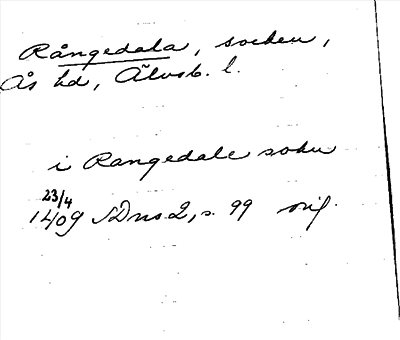 Rångedala, socken,
Ås hd, Älvsb. l.
i Rangedale sokn
23/4
1409 SDns 2, s. 99 orig.